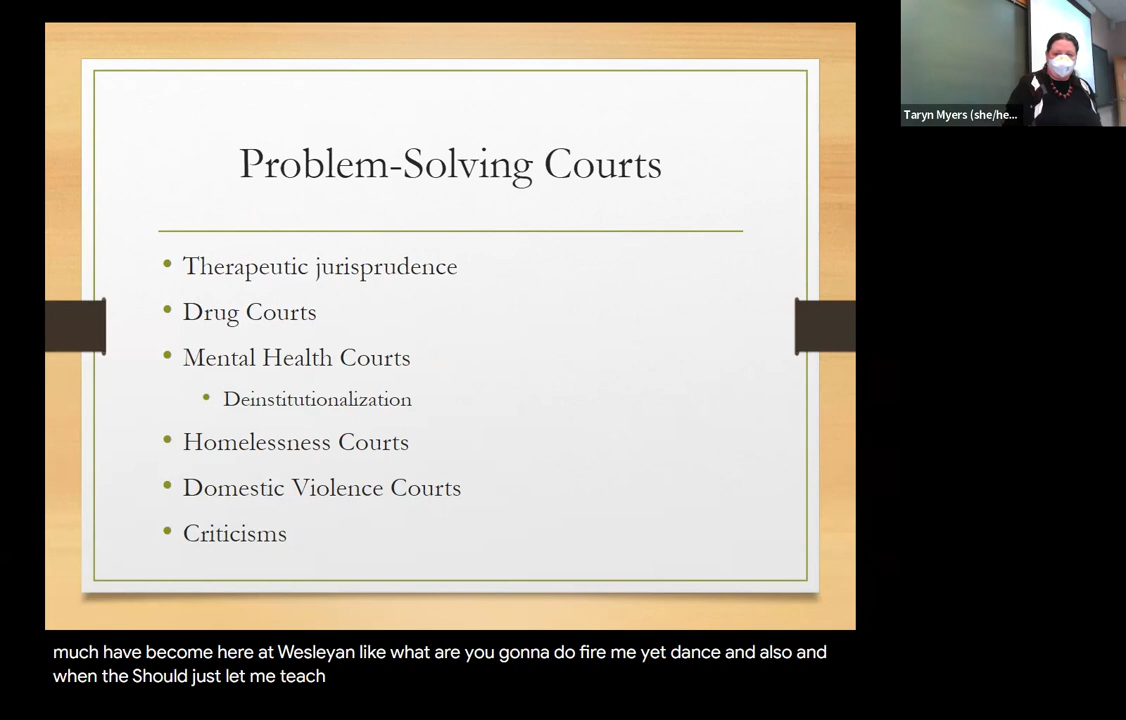 Problem-Solving Courts
Therapeutic jurisprudence
Drug Courts
Mental Health Courts
Deinstitutionalization
Homelessness Courts
Domestic Violence Courts
Criticisms
Taryn Myers (she/he...
much have become here at Wesleyan like what are you gonna do fire me yet dance and also and
when the Should just let me teach